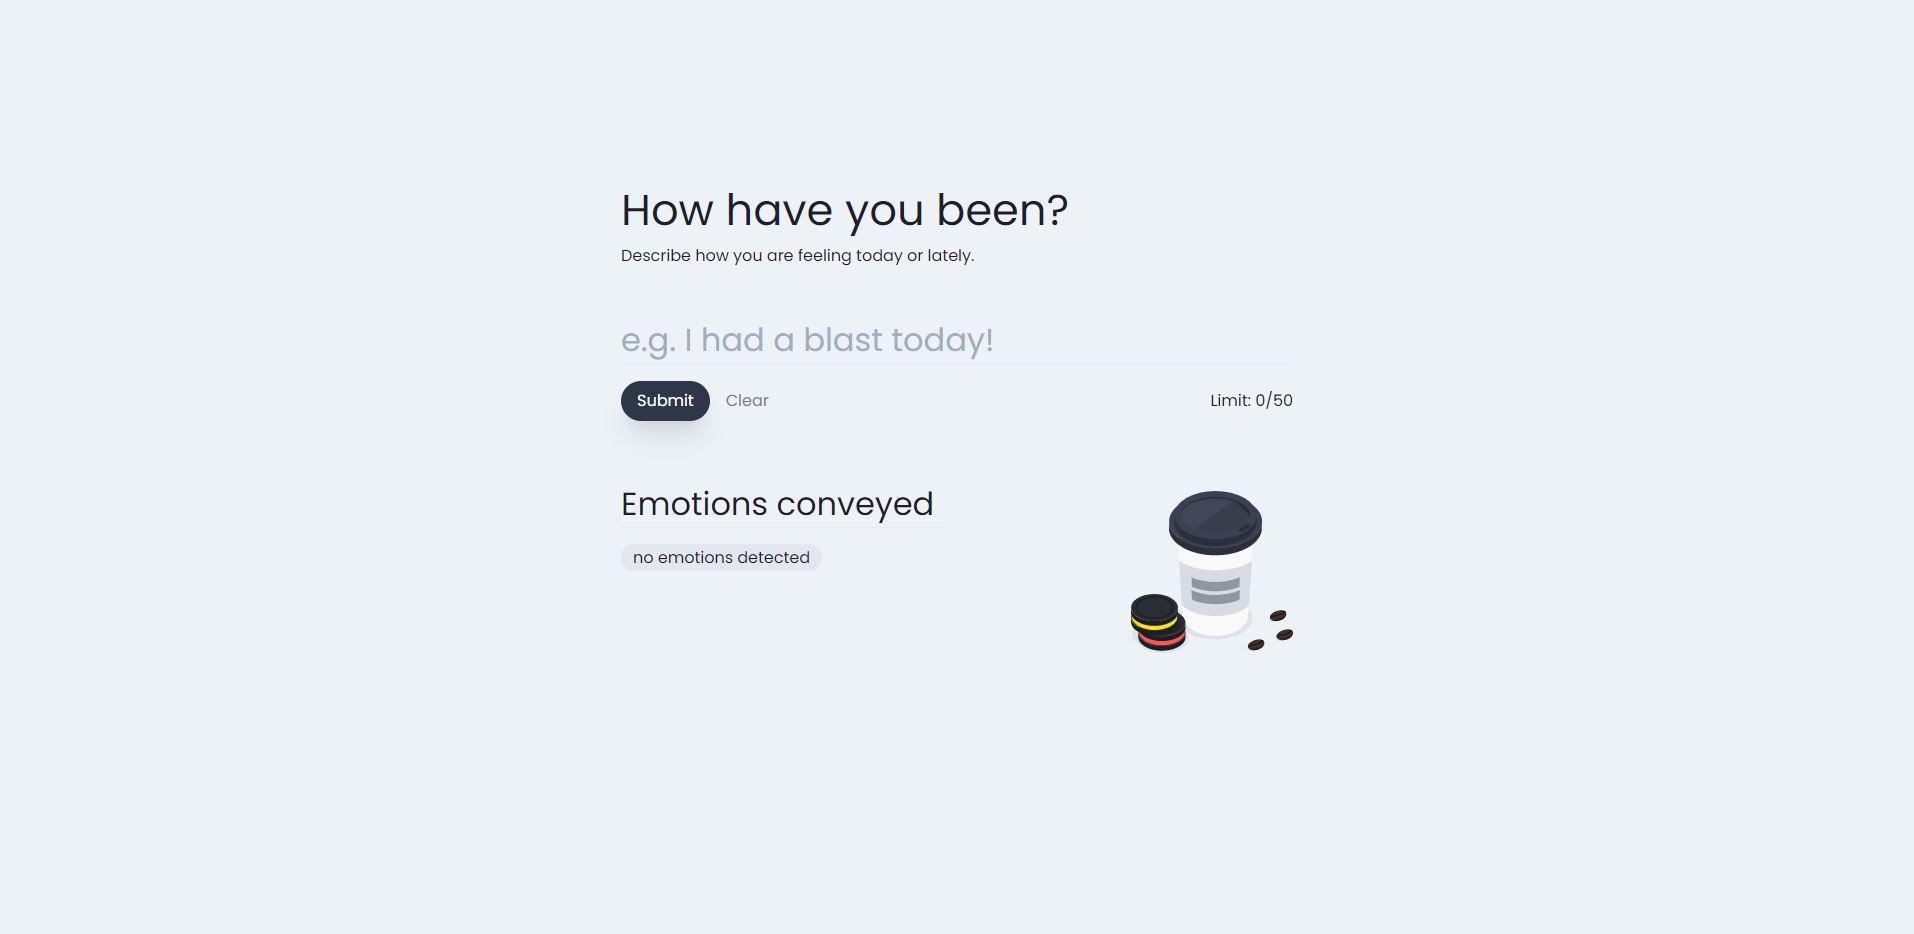 How have you been?
Describe how you are feeling today or lately.
e.g. I had a blast today!
Submit Clear Limit: 0/50
Emotions conveyed
no emotions detected